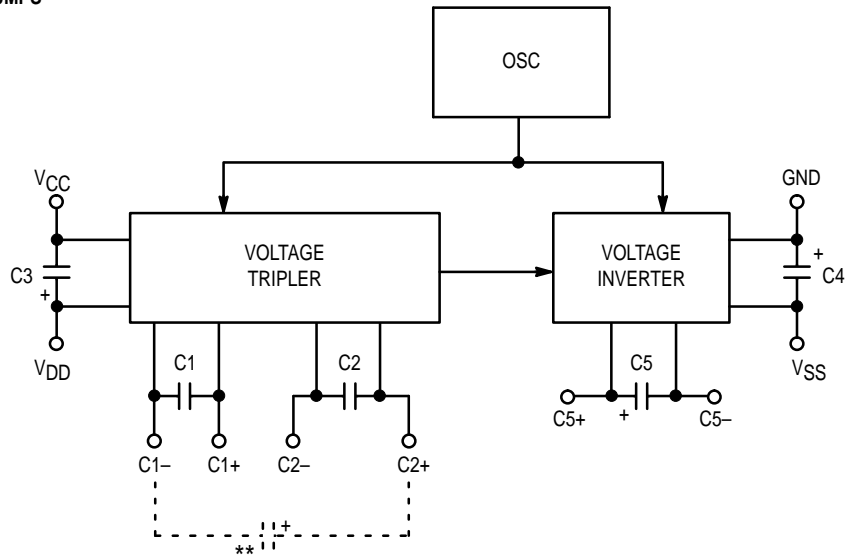 OSC
VCC
GND
VOLTAGE
TRIPLER
VOLTAGE
INVERTER
C3
+
+
C4
VDD
C1
C2
C5
VSS
C5+
+
C5–
C1–
C1+
C2–
C2+
+
**